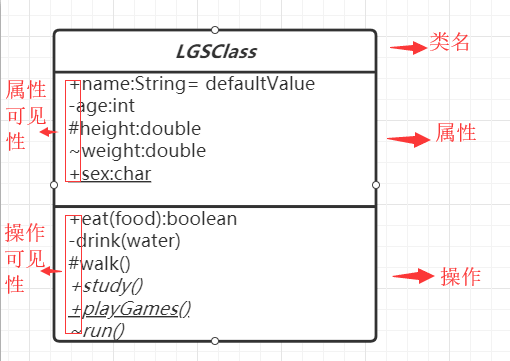 LGSClass
类名
+name:String= defaultValue
-age:int
#height:double
~weight:double
+sex:char
属性
可见
性
属性
+eat(food):boolean
-drink(water)
#walk()
+study()
+playGames()
~run()
操作
可见
性
操作